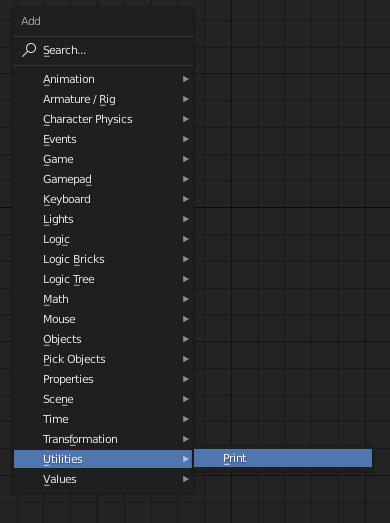 Add
Search...
Animation
Armature / Rig
Character Physics
Events
Game
Gamepad
Keyboard
Lights
Logic
Logic Bricks
Logic Tree
Math
Mouse
Objects
Pick Objects
Properties
Scene
Time
Transformation
Utilities
Print
Values